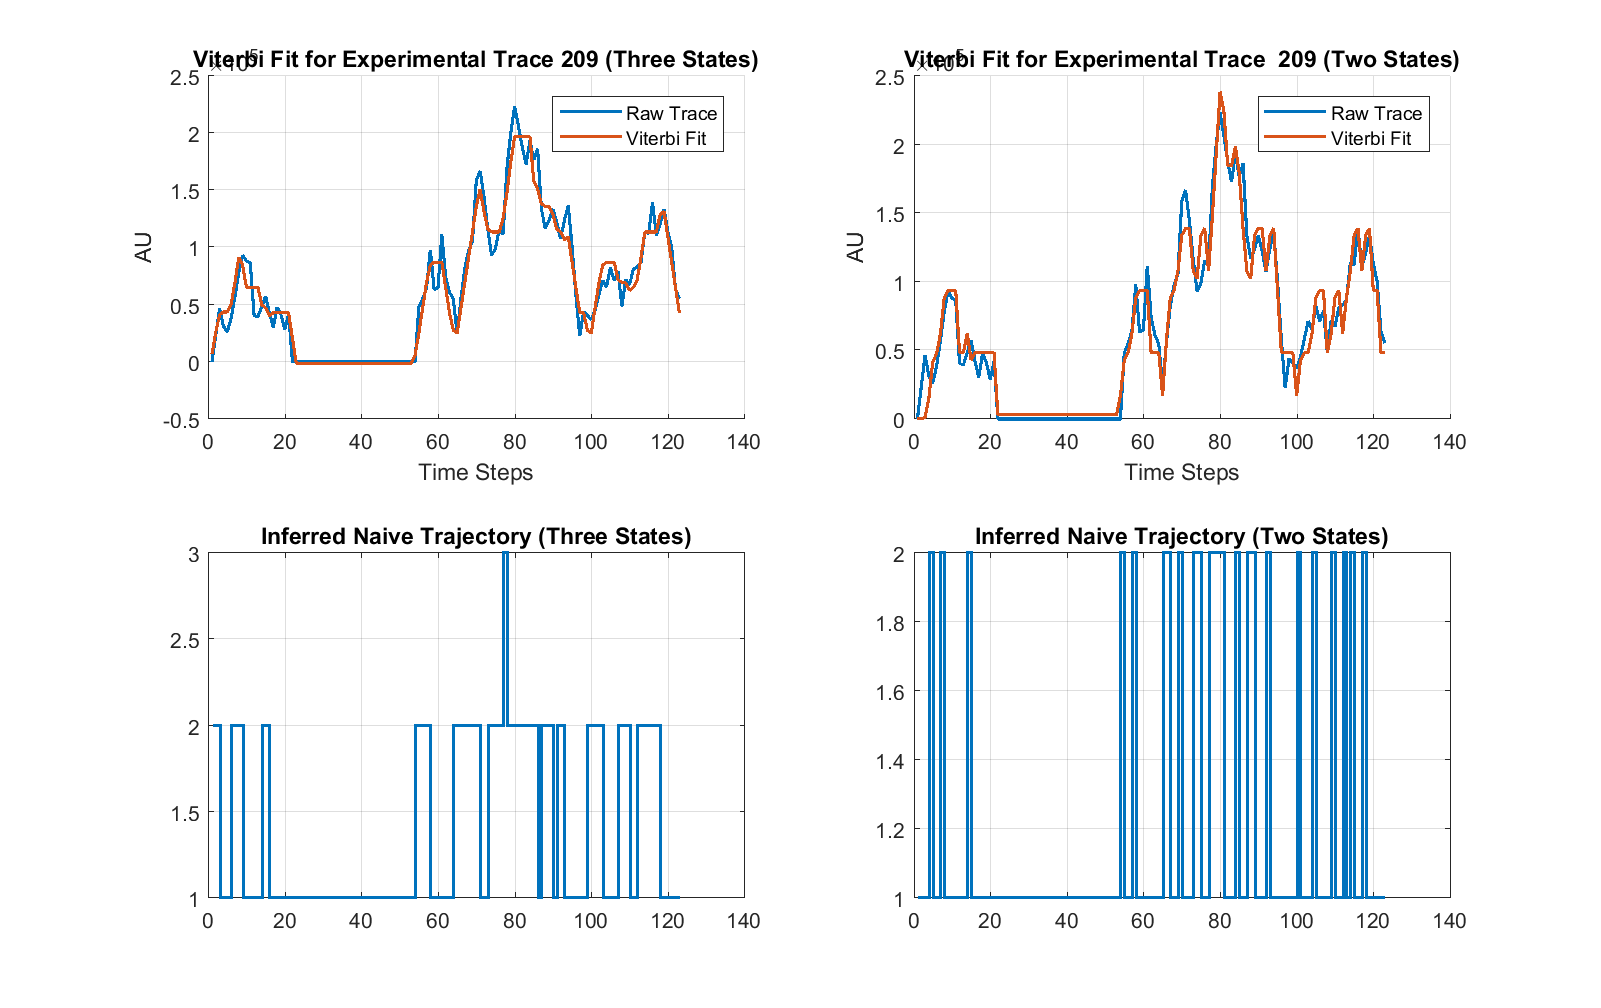 Viterbi Fit for Experimental Trace 209 (Three States)
×10^5
2.5
2
1.5
1
0.5
0
-0.5
AU
Raw Trace
Viterbi Fit
0 20 40 60 80 100 120 140
Time Steps
Viterbi Fit for Experimental Trace  209 (Two States)
×10^5
2.5
2
1.5
1
0.5
0
AU
Raw Trace
Viterbi Fit
0 20 40 60 80 100 120 140
Time Steps
Inferred Naive Trajectory (Three States)
3
2.5
2
1.5
1
0 20 40 60 80 100 120 140
Inferred Naive Trajectory (Two States)
2
1.8
1.6
1.4
1.2
1
0 20 40 60 80 100 120 140